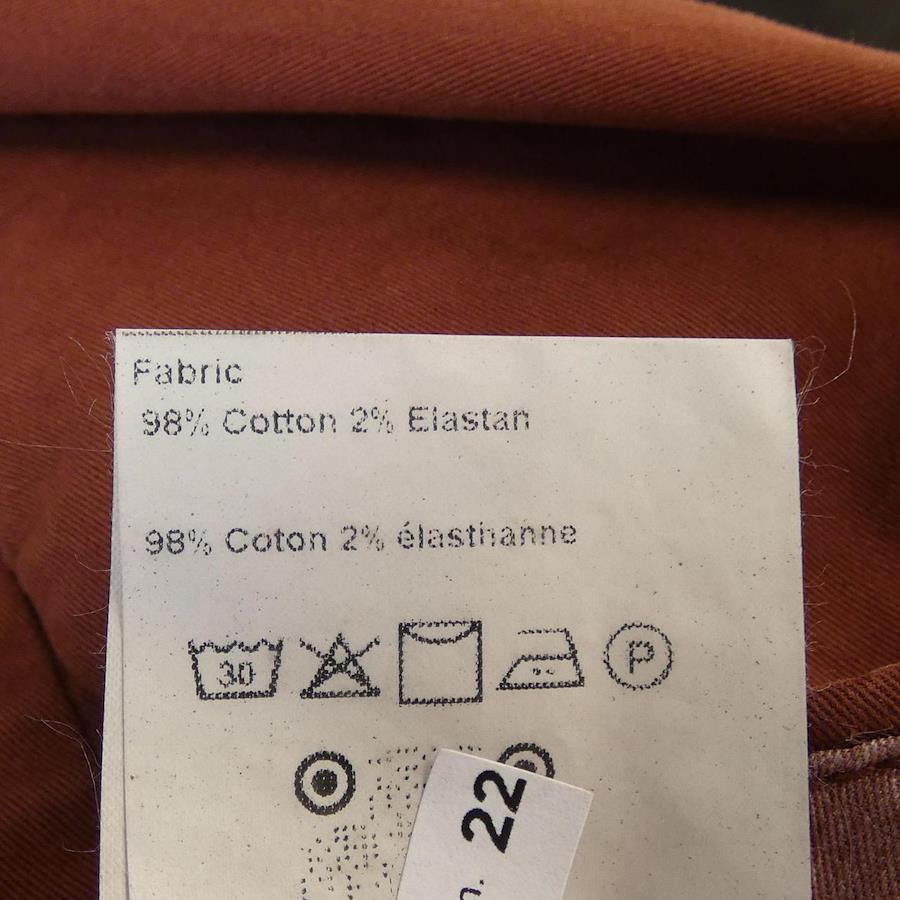 Fabric
98% Cotton 2% Elastan
98% Coton 2% élasthanne
30
P
22